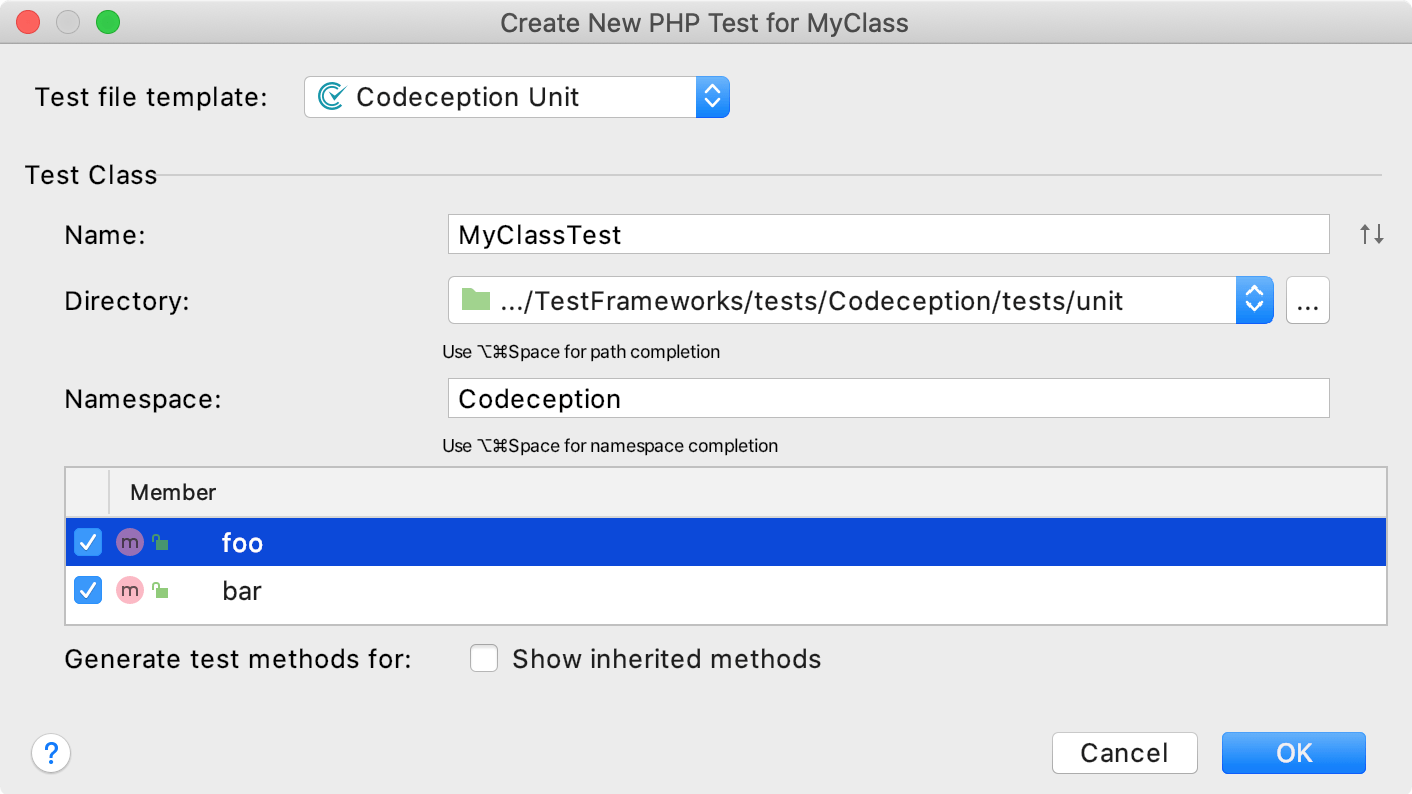 Create New PHP Test for MyClass
Test file template: Codeception Unit
Test Class
Name: MyClassTest
Directory: .../TestFrameworks/tests/Codeception/tests/unit ...
Use ⌥⌘Space for path completion
Namespace: Codeception
Use ⌥⌘Space for namespace completion
Member
m foo
m bar
Generate test methods for: Show inherited methods
? Cancel OK